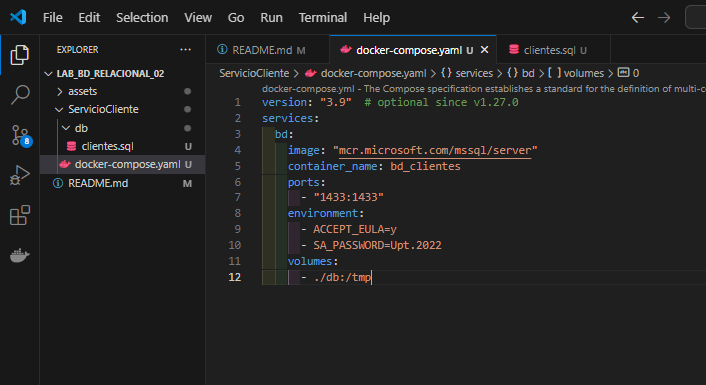 File Edit Selection View Go Run Terminal Help
EXPLORER ...
LAB_BD_RELACIONAL_02
assets
ServicioCliente
db
clientes.sql U
docker-compose.yaml U
README.md M
8
README.md M docker-compose.yaml U clientes.sql U
ServicioCliente > docker-compose.yaml > {} services > {} bd > [ ] volumes > abc 0
docker-compose.yml - The Compose specification establishes a standard for the definition of multi-c
1 version: "3.9"  # optional since v1.27.0
2 services:
3   bd:
4     image: "mcr.microsoft.com/mssql/server"
5     container_name: bd_clientes
6     ports:
7       - "1433:1433"
8     environment:
9       - ACCEPT_EULA=y
10       - SA_PASSWORD=Upt.2022
11     volumes:
12       - ./db:/tmp